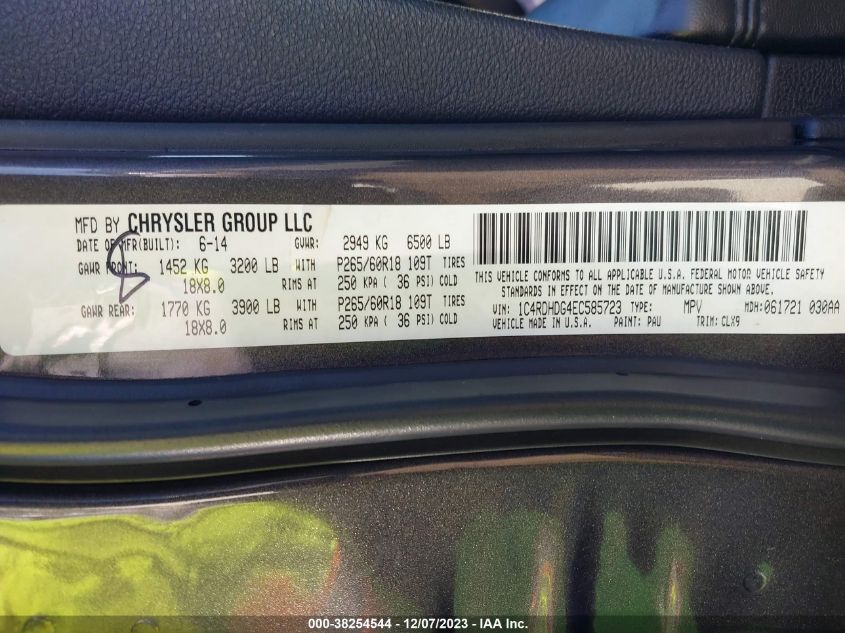 MFD BY CHRYSLER GROUP LLC
DATE OF MFR(BUILT): 6-14 GVWR: 2949 KG 6500 LB
GAWR FRONT: 1452 KG 3200 LB WITH P265/60R18 109T TIRES
18X8.0 RIMS AT 250 KPA ( 36 PSI) COLD
GAWR REAR: 1770 KG 3900 LB WITH P265/60R18 109T TIRES
18X8.0 RIMS AT 250 KPA ( 36 PSI) COLD
8
THIS VEHICLE CONFORMS TO ALL APPLICABLE U.S.A. FEDERAL MOTOR VEHICLE SAFETY
STANDARDS IN EFFECT ON THE DATE OF MANUFACTURE SHOWN ABOVE.
VIN: 1C4RDHDG4EC585723 TYPE: MPV MDH: 061721 030AA
VEHICLE MADE IN U.S.A. PAINT: PAU TRIM: CLX9
000-38254544 - 12/07/2023 - IAA Inc.